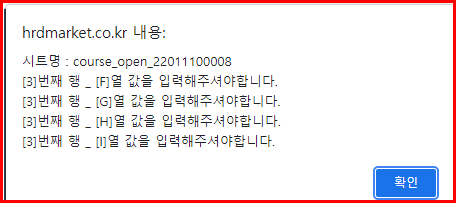 hrdmarket.co.kr 내용:
시트명 : course_open_22011100008
[3]번째 행 _ [F]열 값을 입력해주셔야합니다.
[3]번째 행 _ [G]열 값을 입력해주셔야합니다.
[3]번째 행 _ [H]열 값을 입력해주셔야합니다.
[3]번째 행 _ [I]열 값을 입력해주셔야합니다.
확인